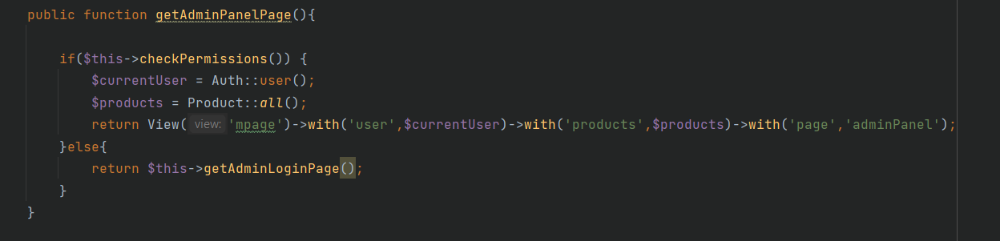 public function getAdminPanelPage(){
if($this->checkPermissions()) {
$currentUser = Auth::user();
$products = Product::all();
return View( view: 'mpage')->with('user',$currentUser)->with('products',$products)->with('page','adminPanel');
}else{
return $this->getAdminLoginPage();
}
}